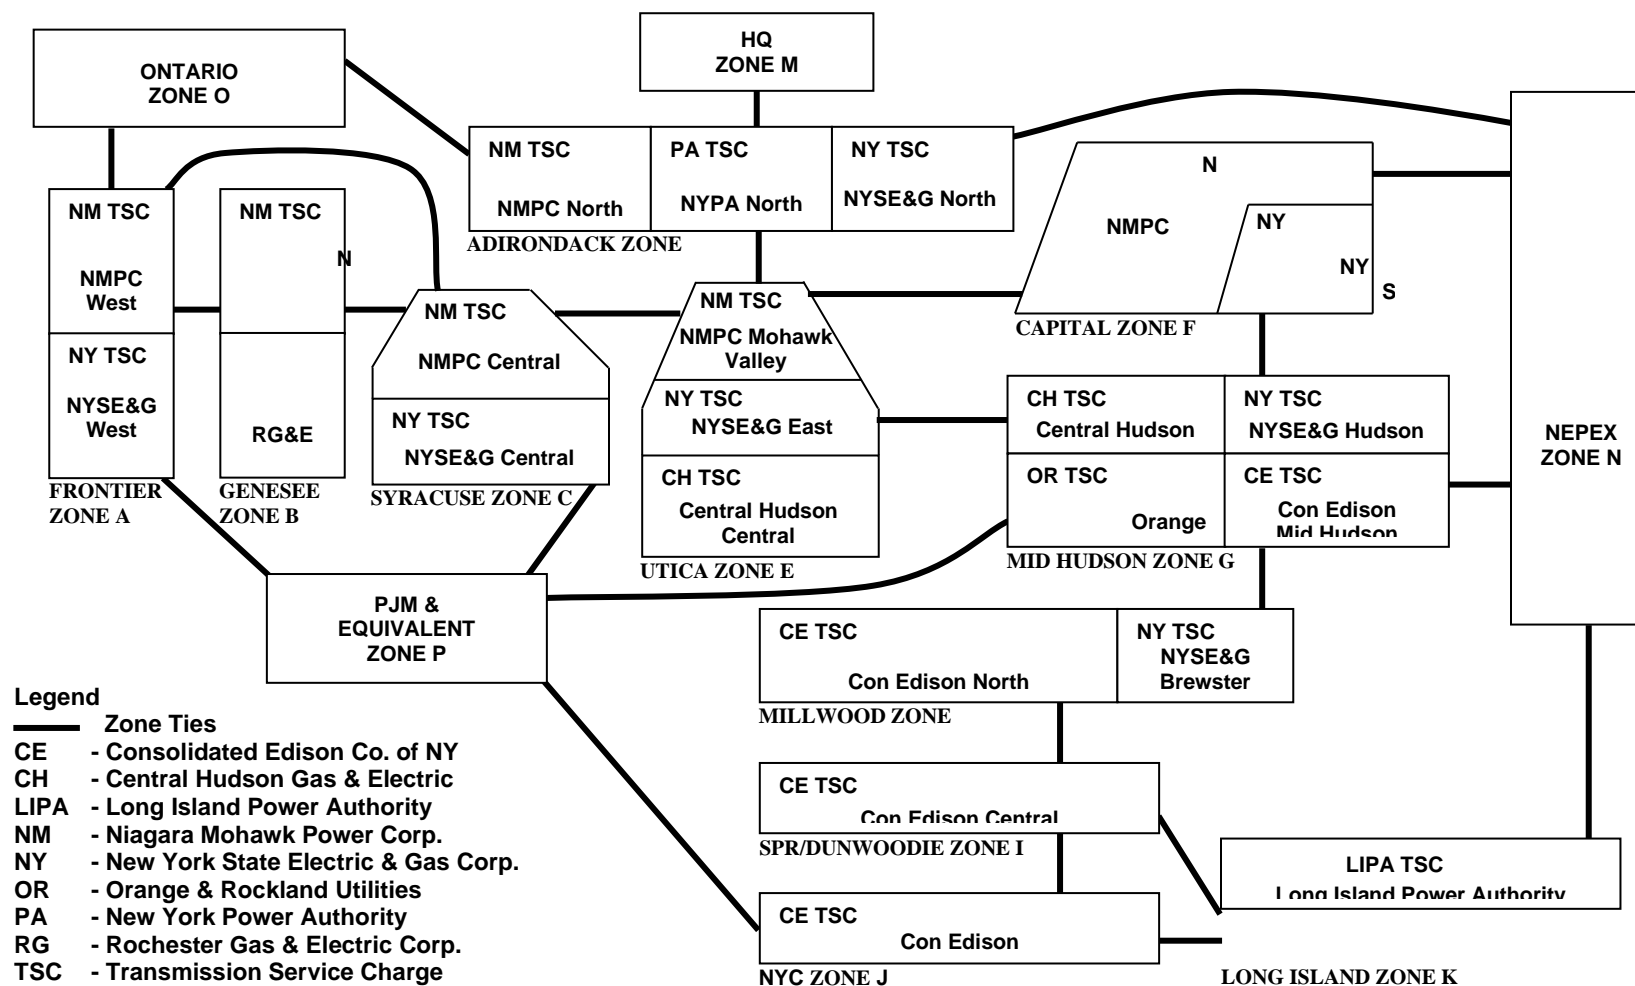 ONTARIO
ZONE O
HQ
ZONE M
NM TSC
NMPC North
PA TSC
NYPA North
NY TSC
NYSE&G North
ADIRONDACK ZONE
N
NMPC
NY
NY
S
CAPITAL ZONE F
NEPEX
ZONE N
NM TSC
NMPC
West
NY TSC
NYSE&G
West
FRONTIER
ZONE A
NM TSC
N
RG&E
GENESEE
ZONE B
NM TSC
NMPC Central
NY TSC
NYSE&G Central
SYRACUSE ZONE C
NM TSC
NMPC Mohawk
Valley
NY TSC
NYSE&G East
CH TSC
Central Hudson
Central
UTICA ZONE E
CH TSC
Central Hudson
NY TSC
NYSE&G Hudson
OR TSC
Orange
CE TSC
Con Edison
Mid Hudson
MID HUDSON ZONE G
PJM &
EQUIVALENT
ZONE P
CE TSC
Con Edison North
NY TSC
NYSE&G
Brewster
MILLWOOD ZONE
CE TSC
Con Edison Central
SPR/DUNWOODIE ZONE I
CE TSC
Con Edison
NYC ZONE J
LIPA TSC
Long Island Power Authority
LONG ISLAND ZONE K
Legend
Zone Ties
CE - Consolidated Edison Co. of NY
CH - Central Hudson Gas & Electric
LIPA - Long Island Power Authority
NM - Niagara Mohawk Power Corp.
NY - New York State Electric & Gas Corp.
OR - Orange & Rockland Utilities
PA - New York Power Authority
RG - Rochester Gas & Electric Corp.
TSC - Transmission Service Charge